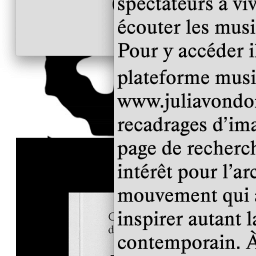 spectateurs à viv
écouter les musi
Pour y accéder i
plateforme musi
www.juliavondo
recadrages d'ima
page de recherch
intérêt pour l'arc
mouvement qui a
inspirer autant la
contemporain. À